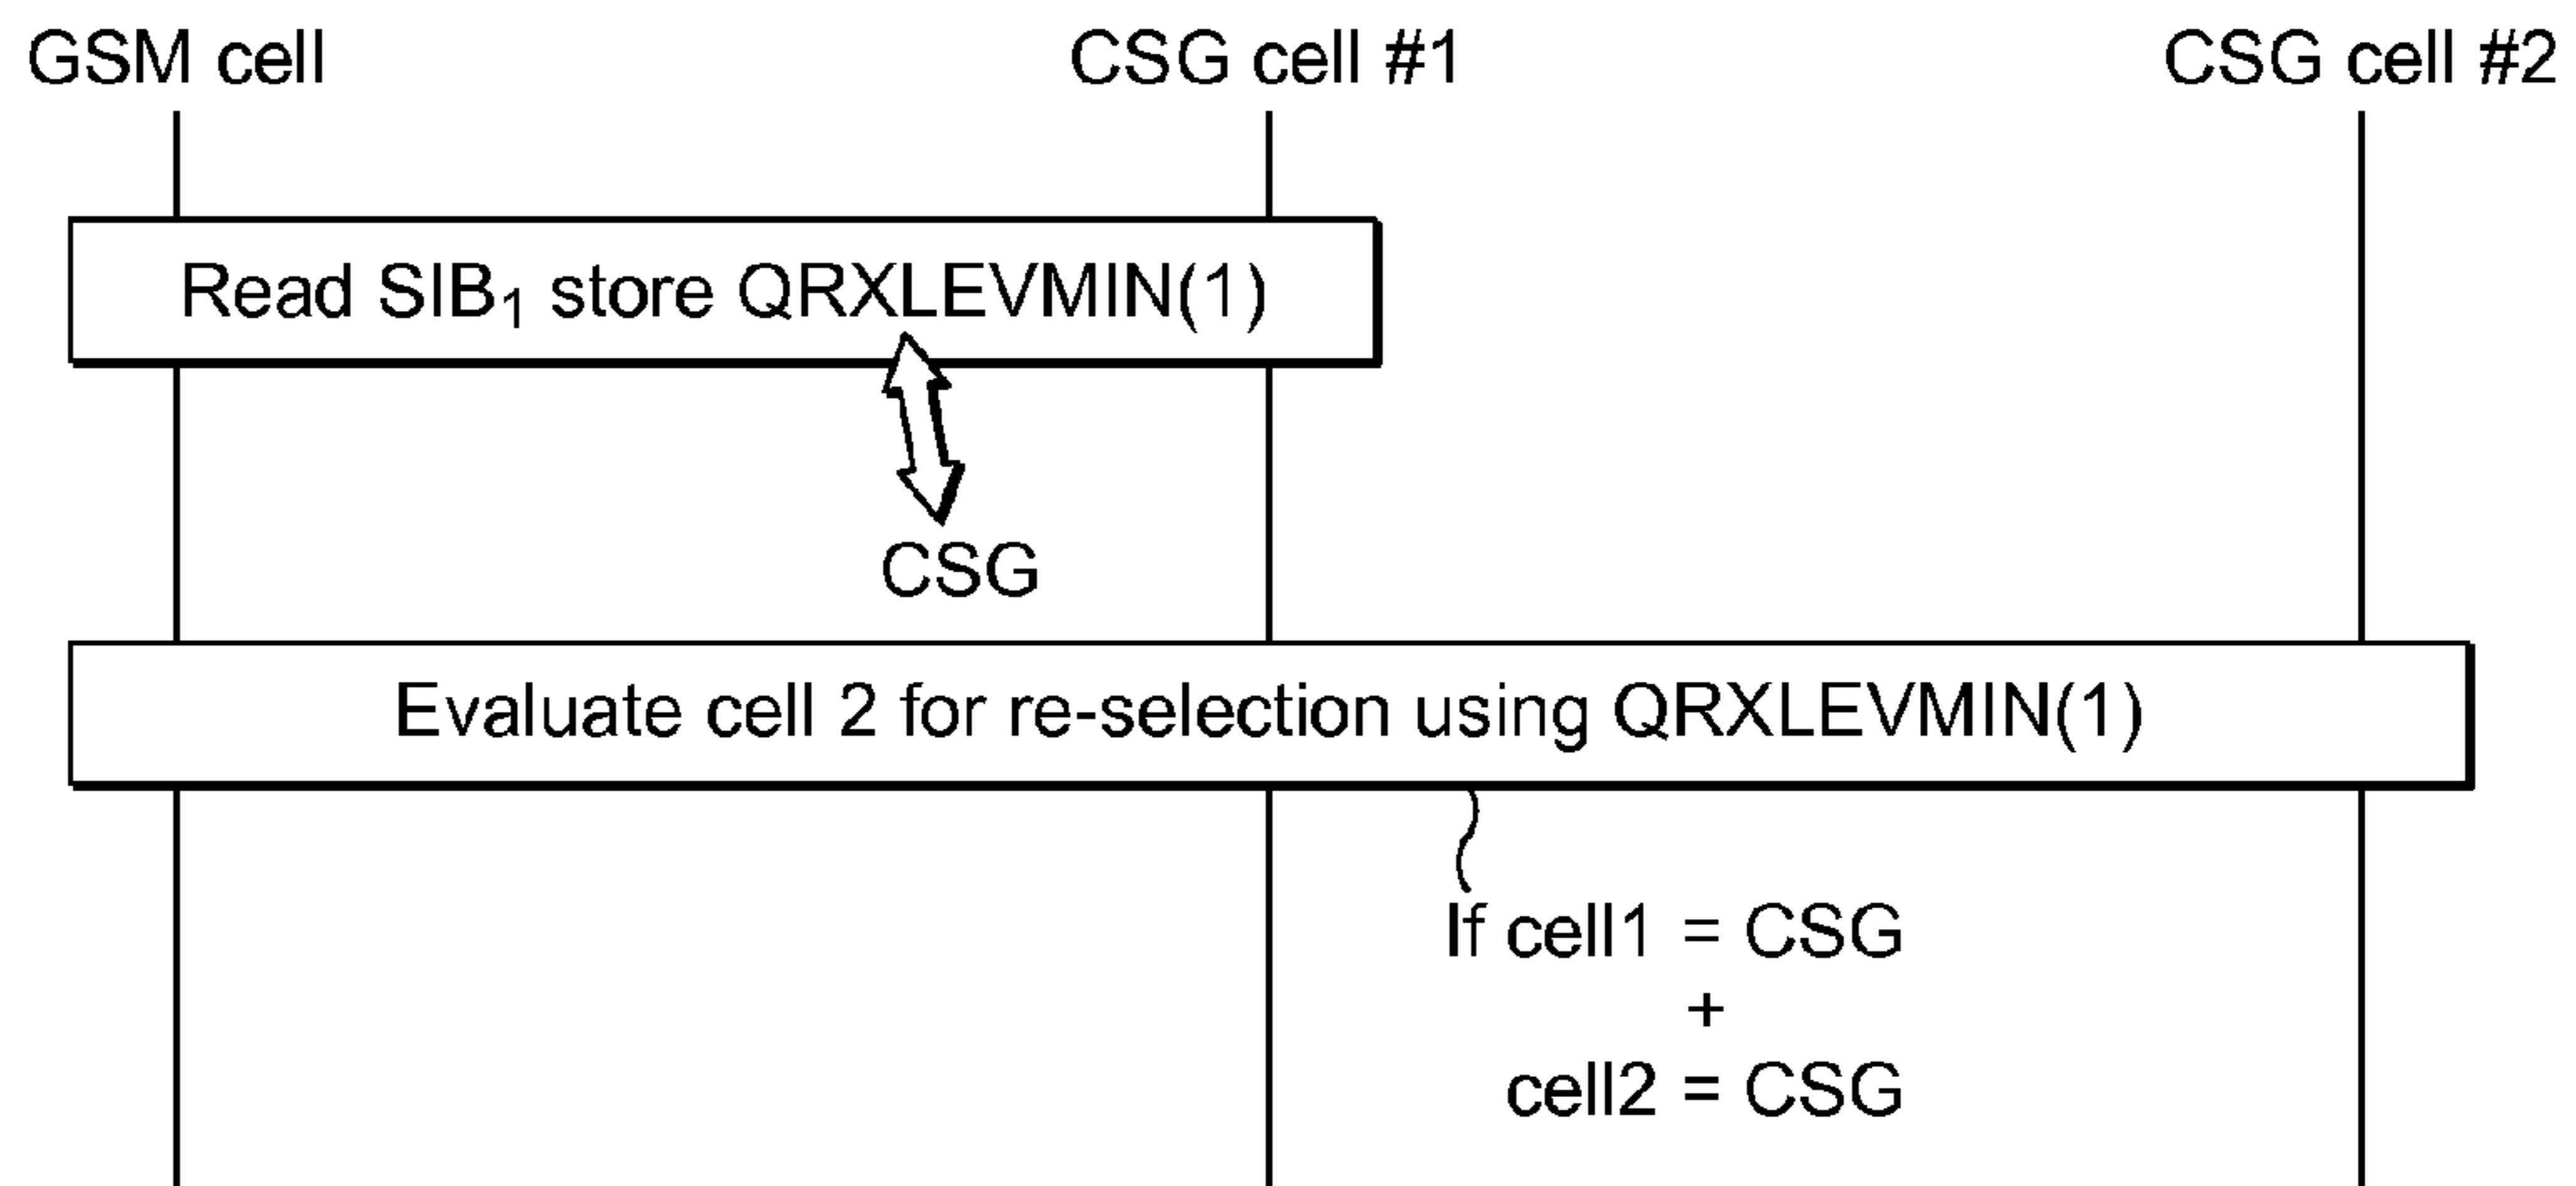 GSM cell
CSG cell #1
CSG cell #2
Read SIB₁ store QRXLEVMIN(1)
CSG
Evaluate cell 2 for re-selection using QRXLEVMIN(1)
If cell1 = CSG
+
cell2 = CSG